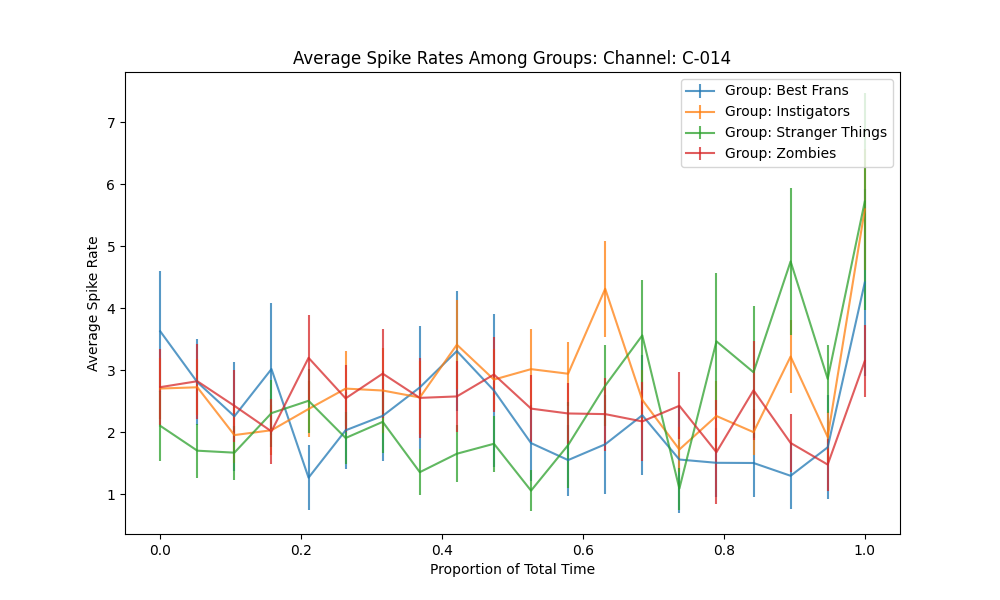 Average Spike Rates Among Groups: Channel: C-014
Group: Best Frans
Group: Instigators
Group: Stranger Things
Group: Zombies
Average Spike Rate
7
6
5
4
3
2
1
0.0 0.2 0.4 0.6 0.8 1.0
Proportion of Total Time